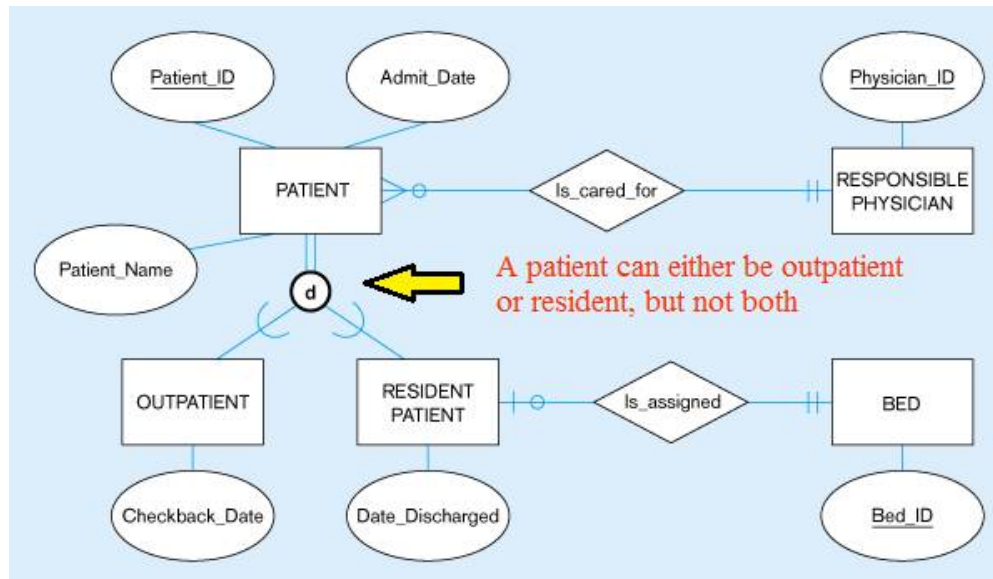 Patient_ID
Admit_Date
Physician_ID
PATIENT
Is_cared_for
RESPONSIBLE
PHYSICIAN
Patient_Name
d
A patient can either be outpatient
or resident, but not both
OUTPATIENT
RESIDENT
PATIENT
Is_assigned
BED
Checkback_Date
Date_Discharged
Bed_ID